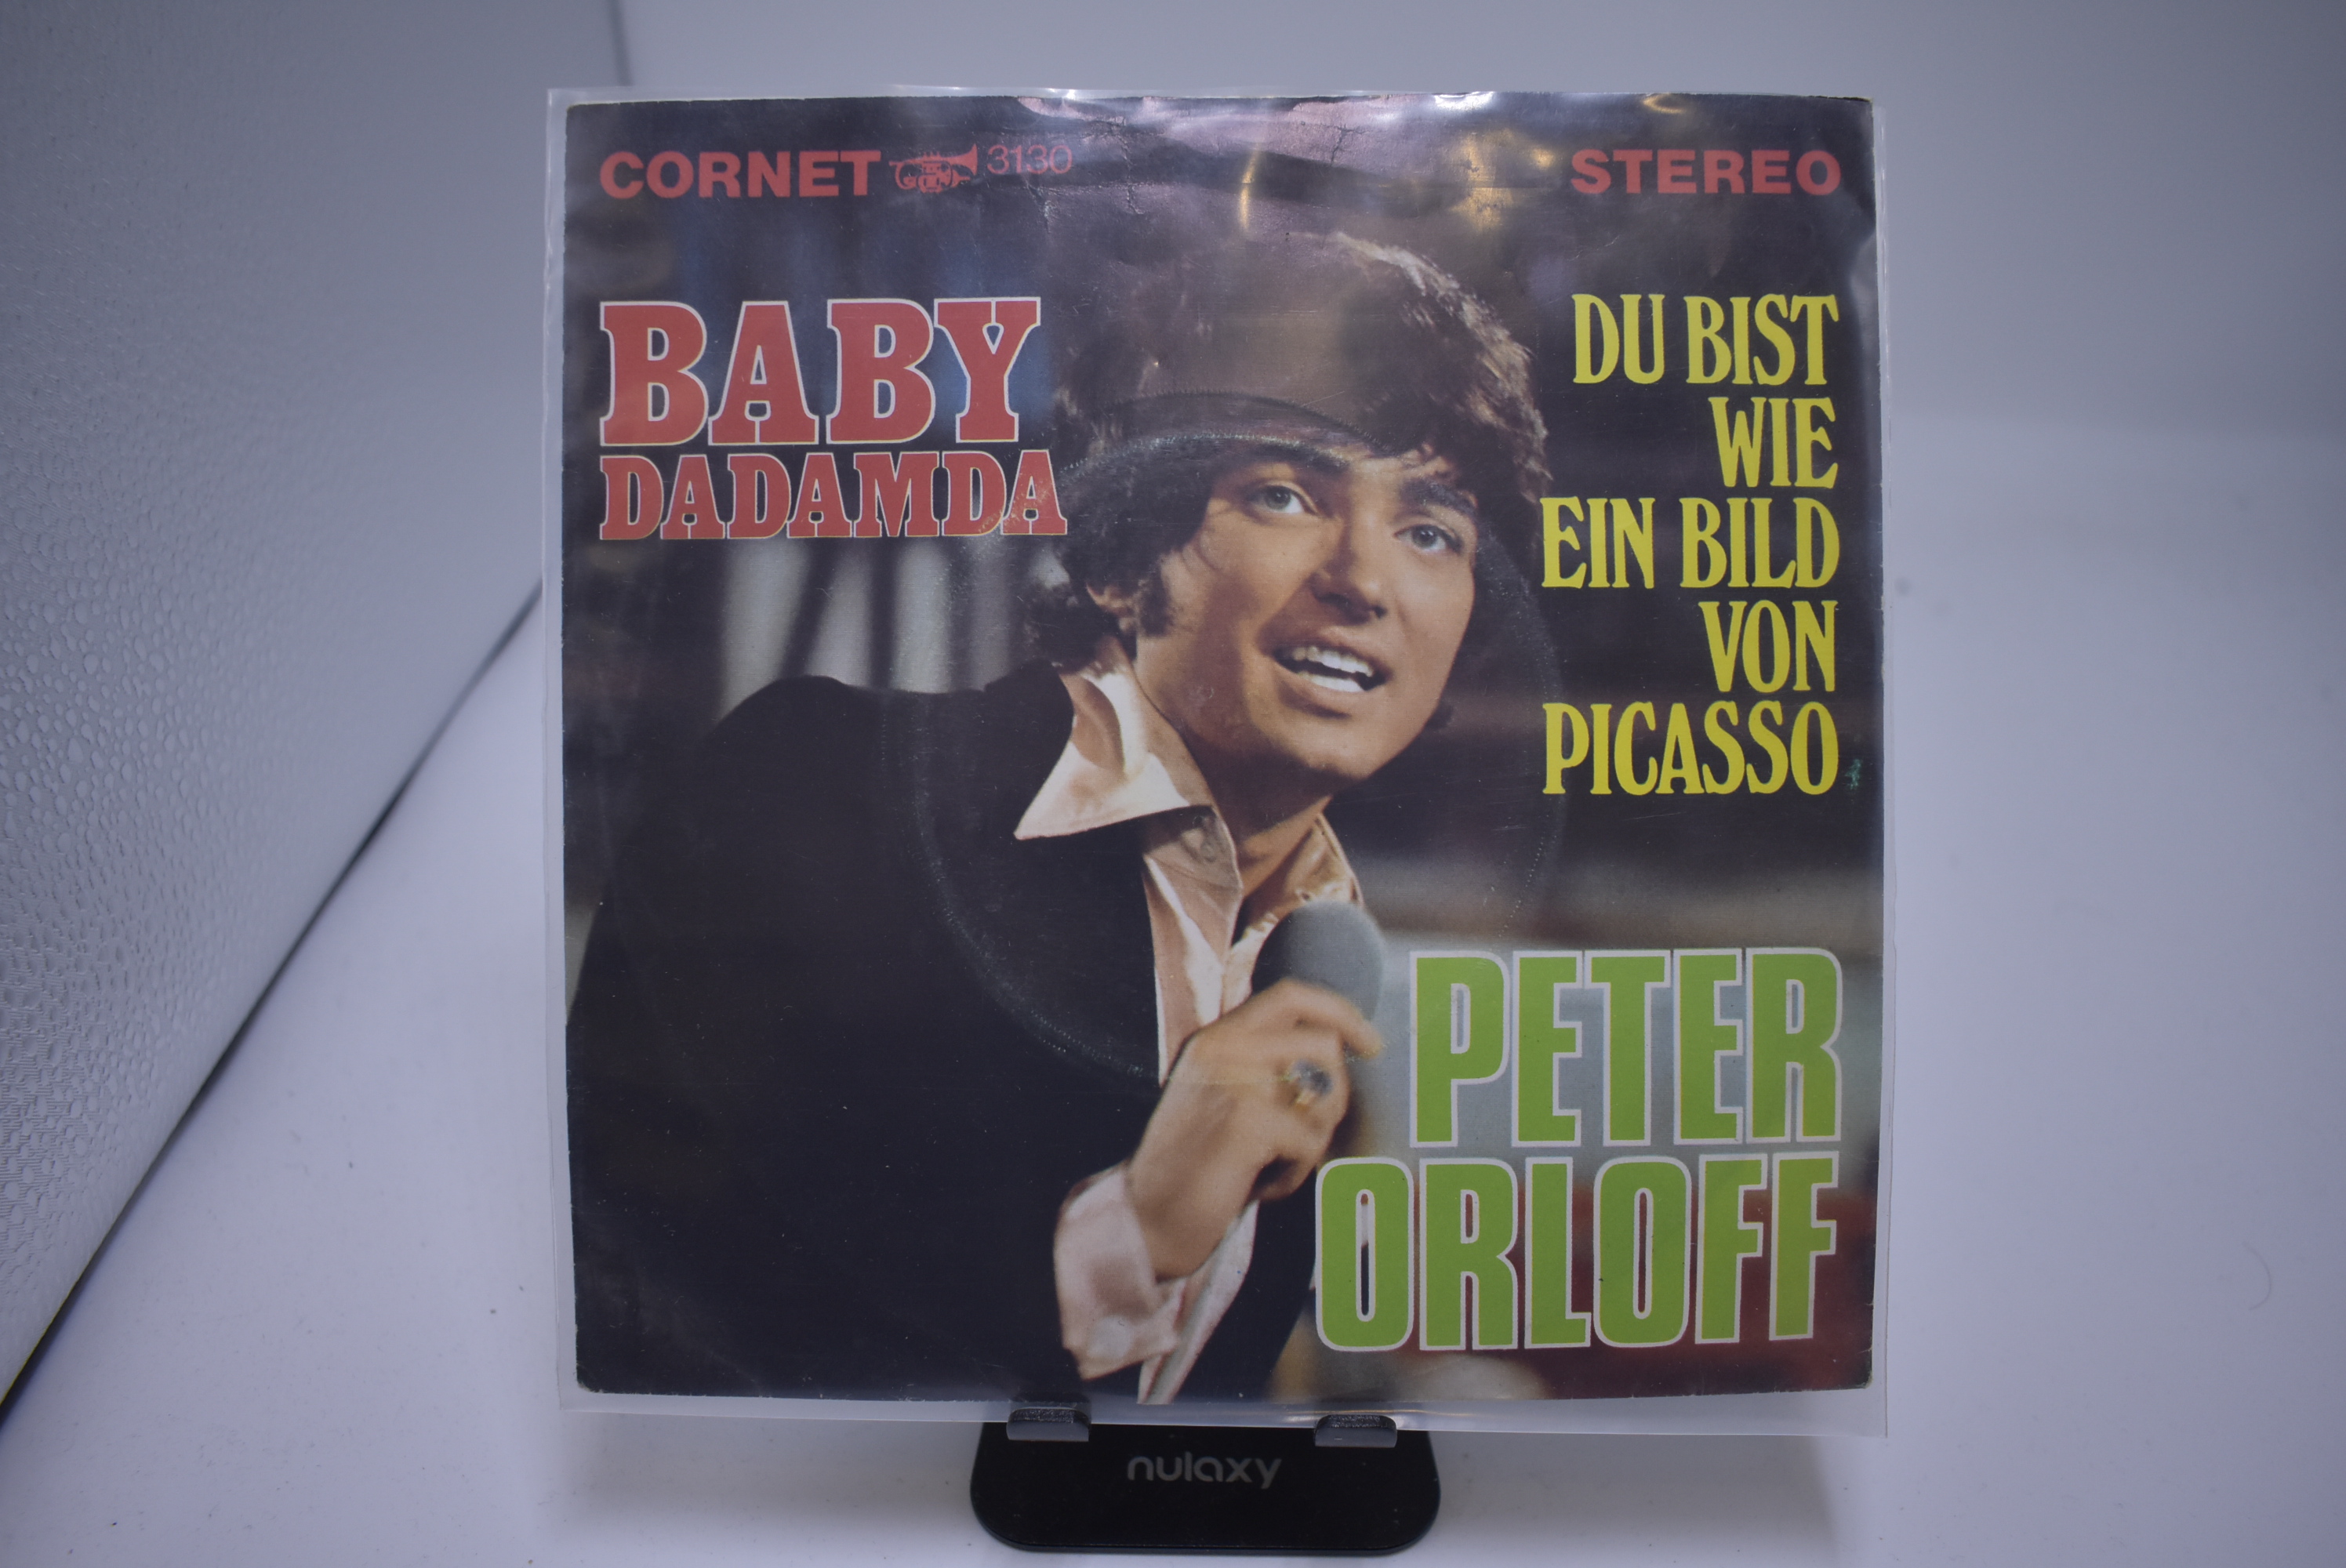 CORNET 3130
STEREO
BABY
DADAMDA
DU BIST
WIE
EIN BILD
VON
PICASSO
PETER
ORLOFF
nulaxy